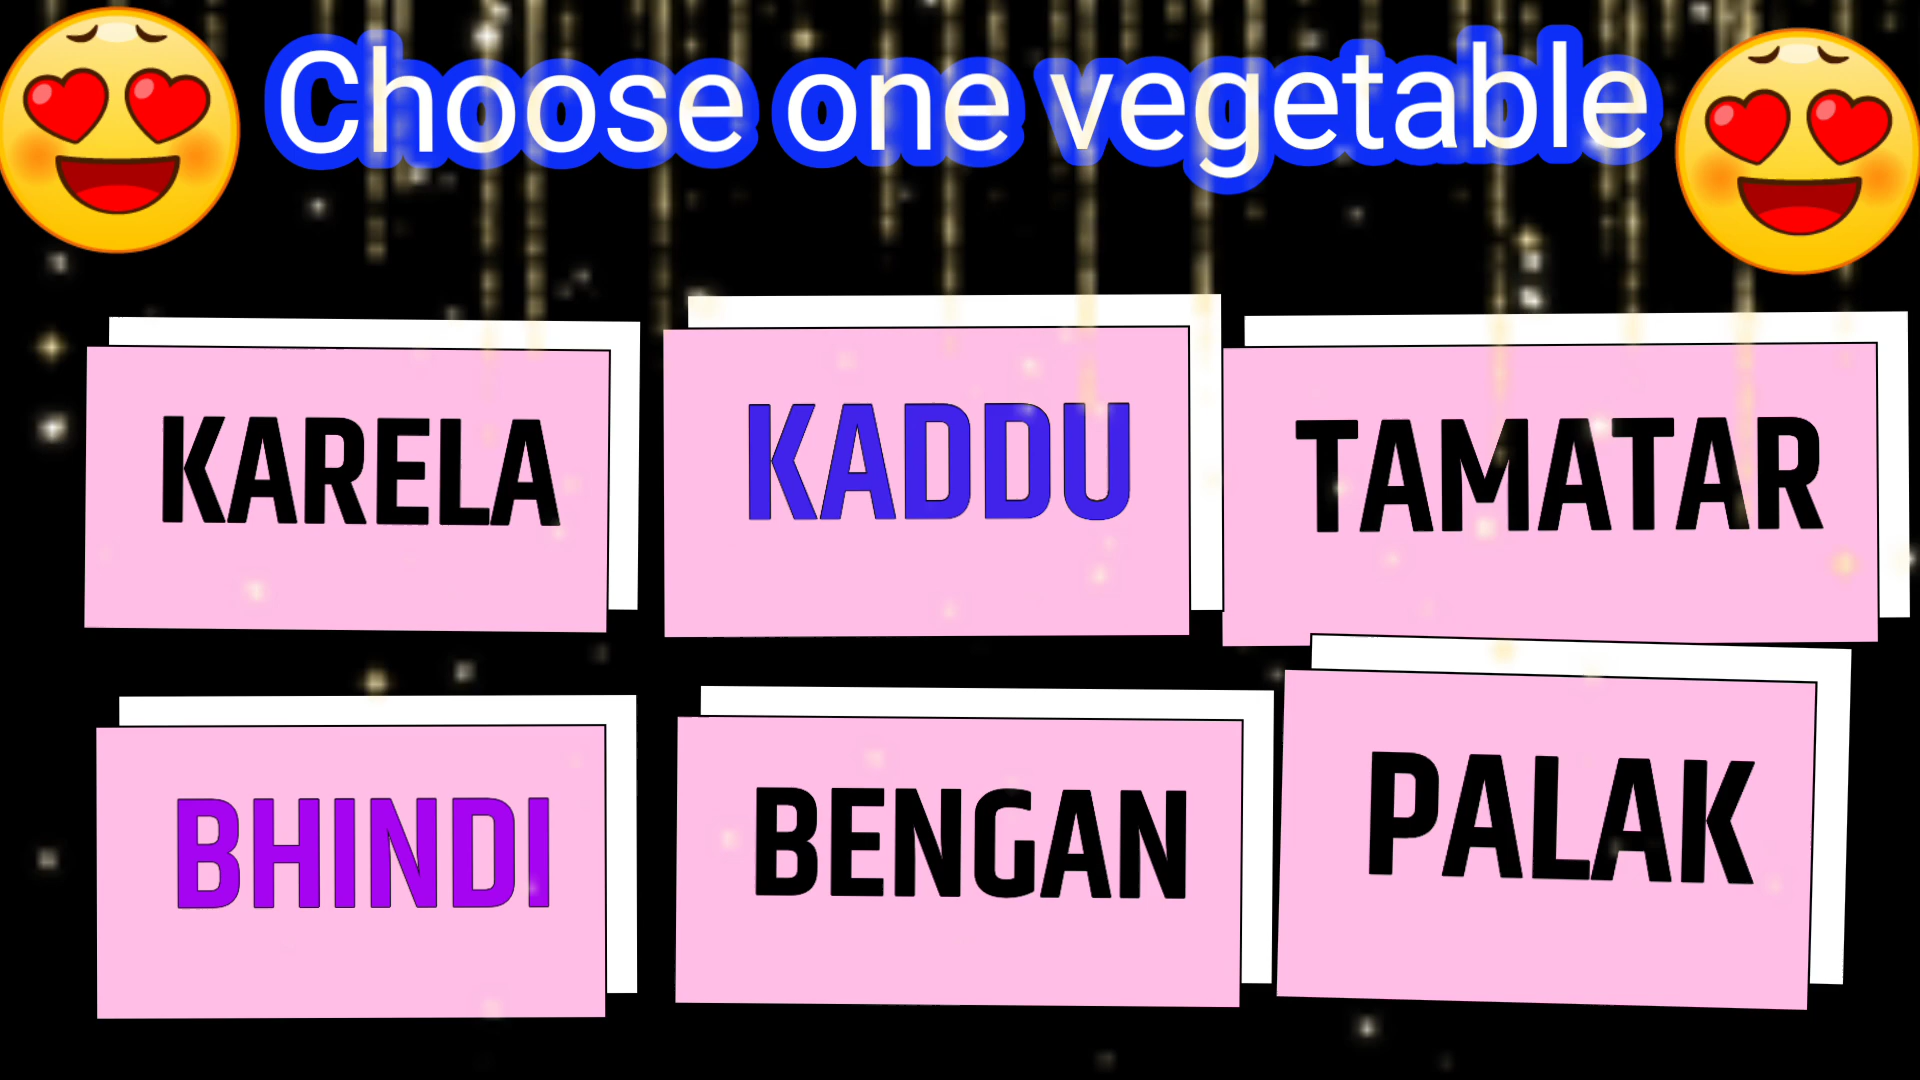 Choose one vegetable
KARELA
KADDU
TAMATAR
BHINDI
BENGAN
PALAK